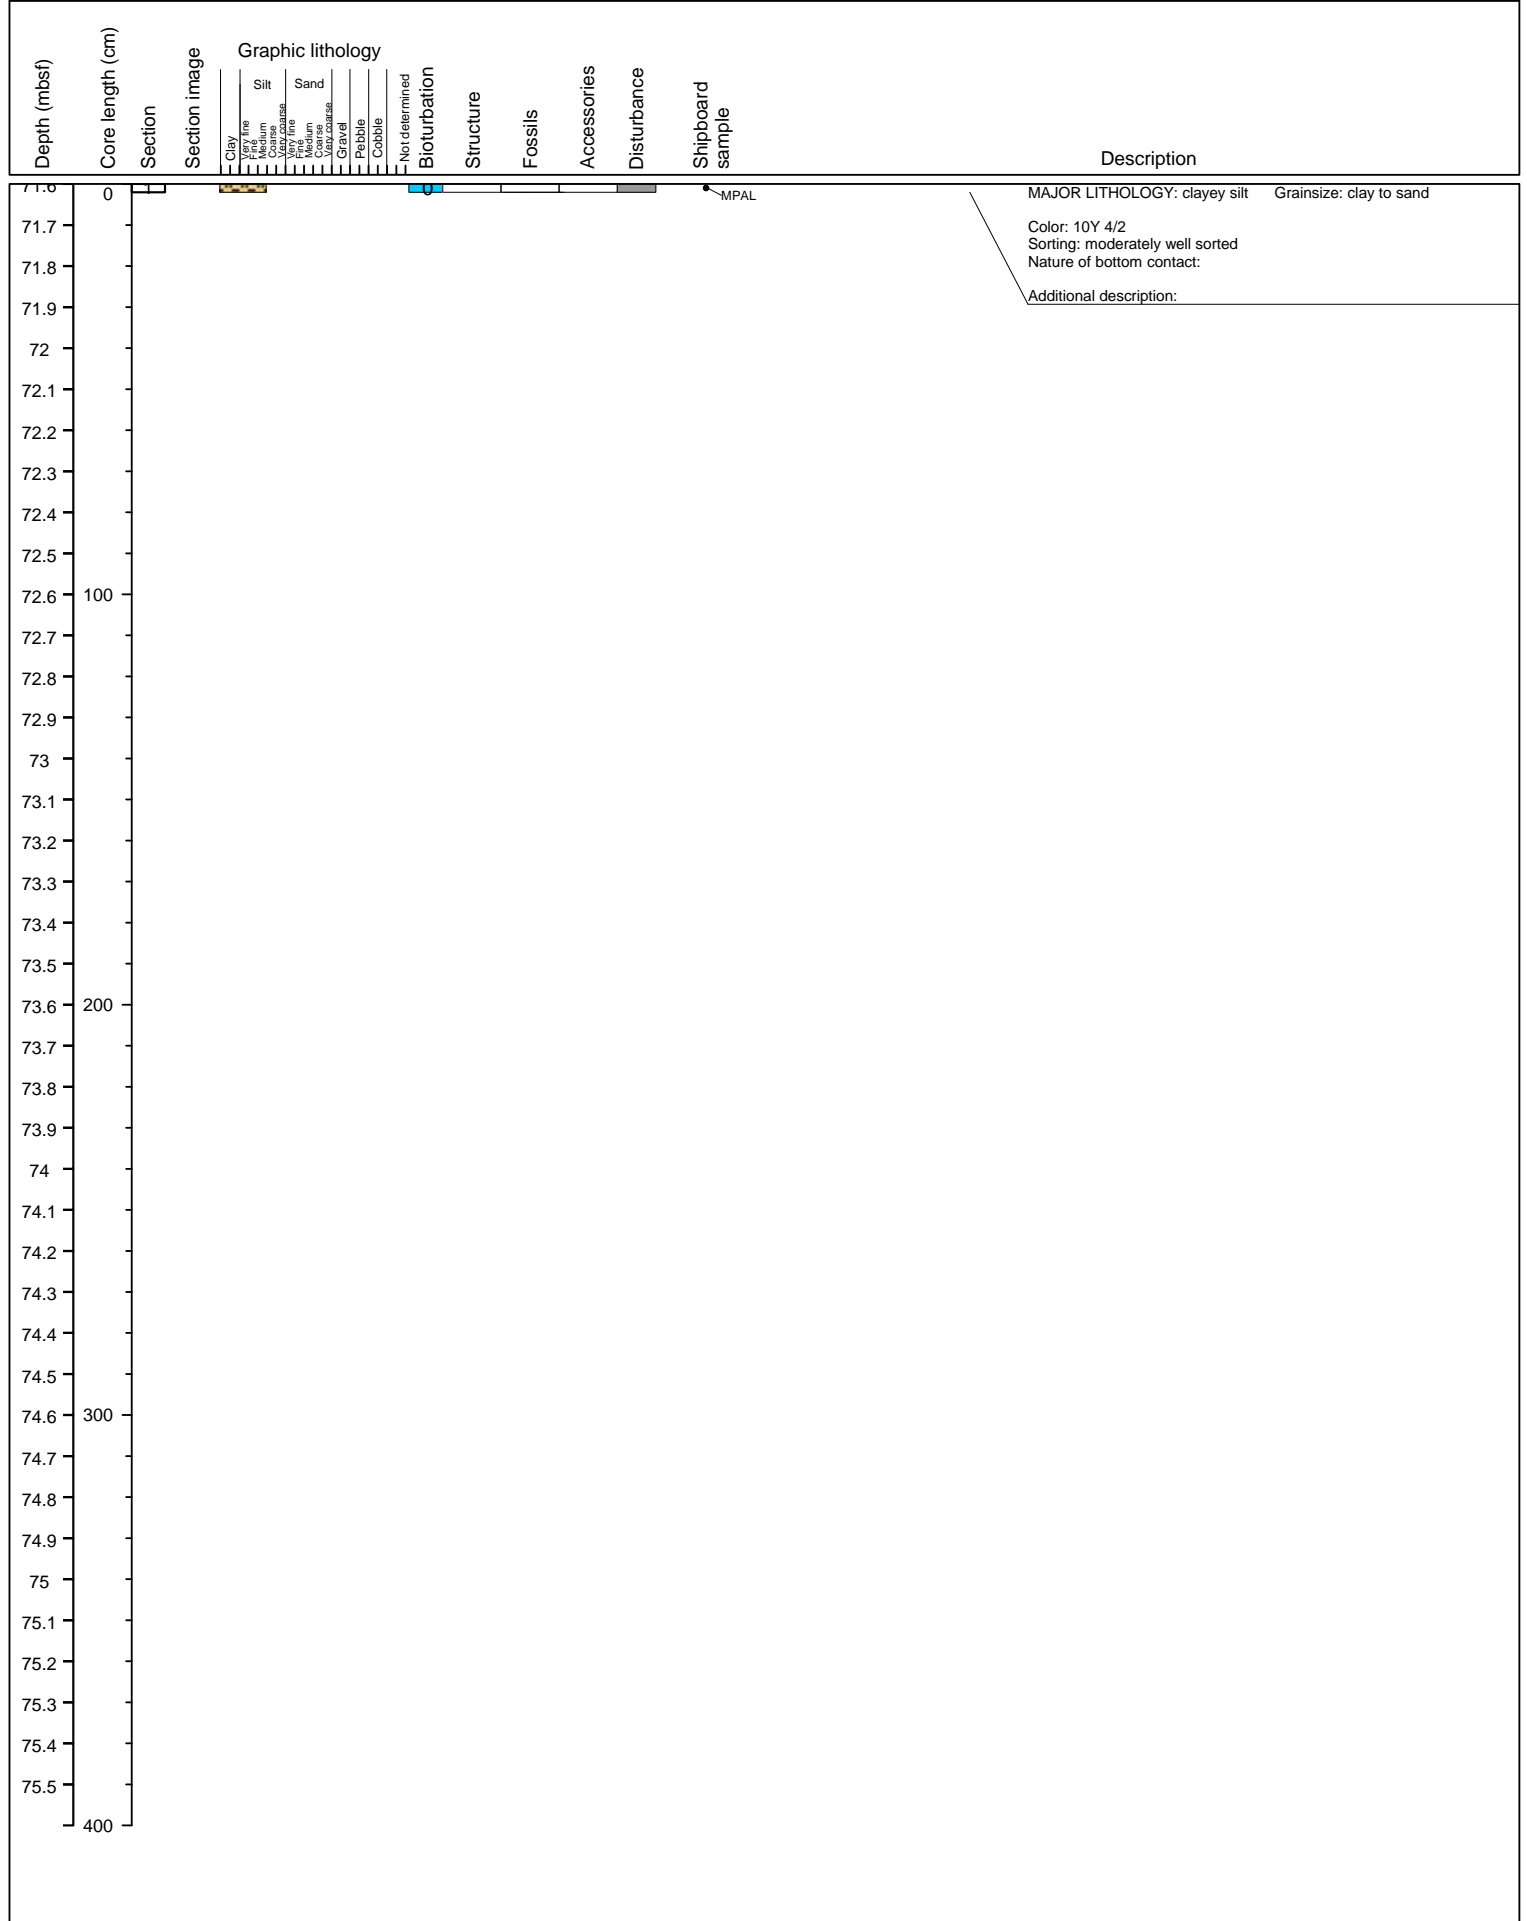 Depth (mbsf)
Core length (cm)
Section
Section image
Graphic lithology
Clay
Silt
Very fine
Fine
Medium
Coarse
Very coarse
Sand
Very fine
Fine
Medium
Coarse
Very coarse
Gravel
Pebble
Cobble
Not determined
Bioturbation
Structure
Fossils
Accessories
Disturbance
Shipboard
sample
Description
71.6
0
1
0
MPAL
MAJOR LITHOLOGY: clayey silt Grainsize: clay to sand
71.7
Color: 10Y 4/2
Sorting: moderately well sorted
71.8
Nature of bottom contact:
71.9
Additional description:
72
72.1
72.2
72.3
72.4
72.5
72.6 100
72.7
72.8
72.9
73
73.1
73.2
73.3
73.4
73.5
73.6 200
73.7
73.8
73.9
74
74.1
74.2
74.3
74.4
74.5
74.6 300
74.7
74.8
74.9
75
75.1
75.2
75.3
75.4
75.5
400